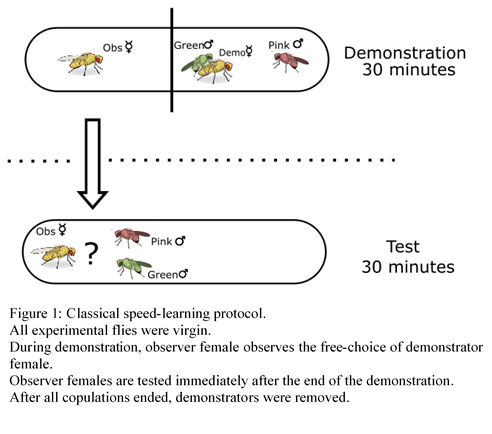 Obs ☿
Green♂
Demo☿
Pink ♂
Demonstration
30 minutes
Obs ☿
?
Pink ♂
Green♂
Test
30 minutes
Figure 1: Classical speed-learning protocol.
All experimental flies were virgin.
During demonstration, observer female observes the free-choice of demonstrator
female.
Observer females are tested immediately after the end of the demonstration.
After all copulations ended, demonstrators were removed.